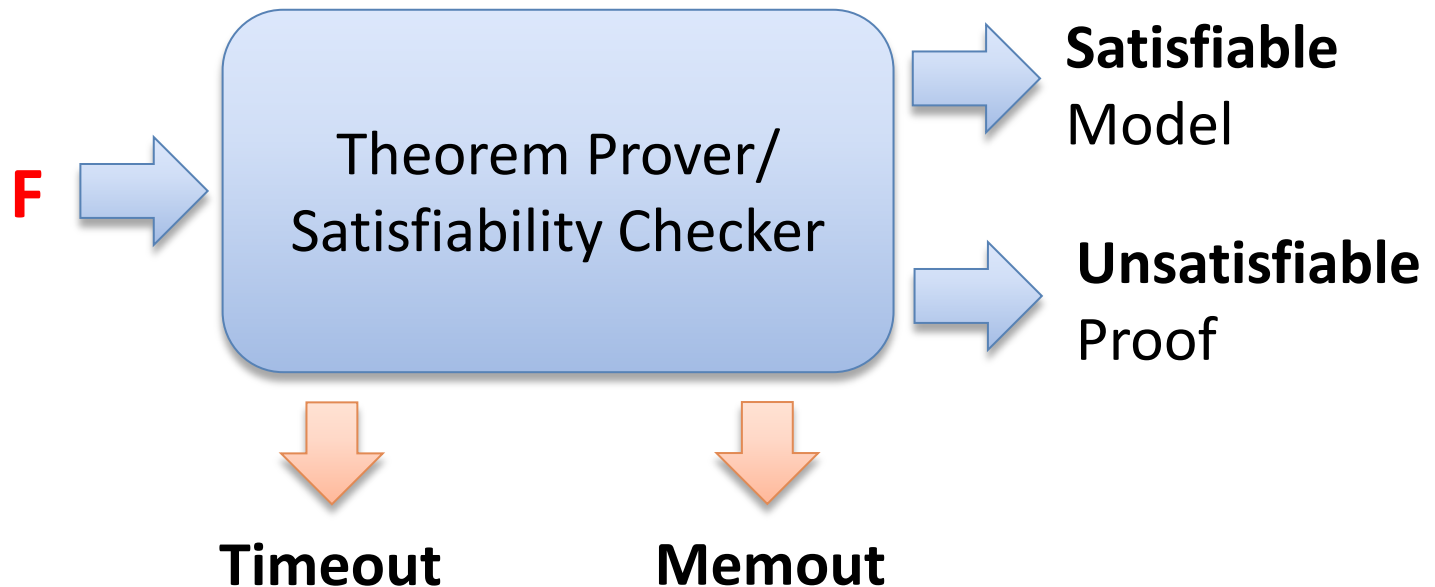 F
Theorem Prover/
Satisfiability Checker
Satisfiable
Model
Unsatisfiable
Proof
Timeout
Memout